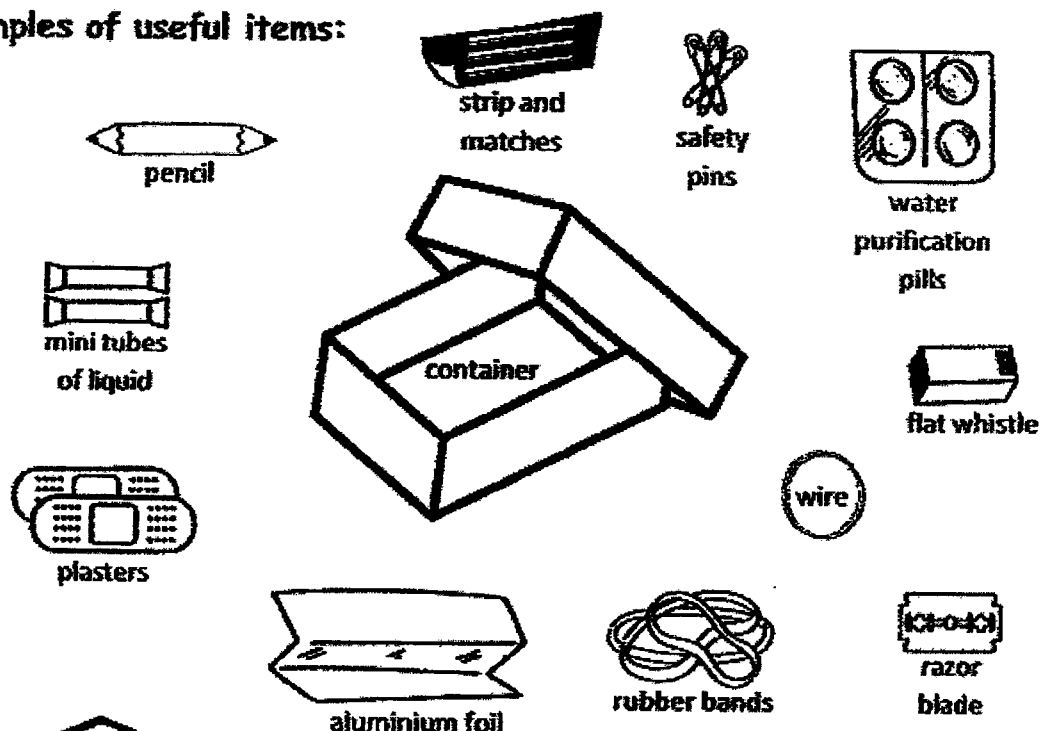 of useful items:
strip and
matches
safety
pins
pencil
water
purification
pills
mini tubes
of liquid
container
flat whistle
wire
plasters
aluminium foil
rubber bands
razor
blade